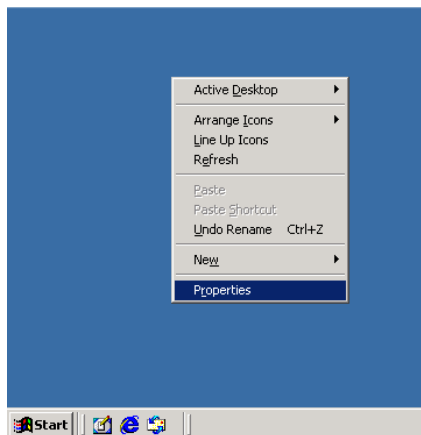 Active Desktop
Arrange Icons
Line Up Icons
Refresh
Paste
Paste Shortcut
Undo Rename Ctrl+Z
New
Properties
Start